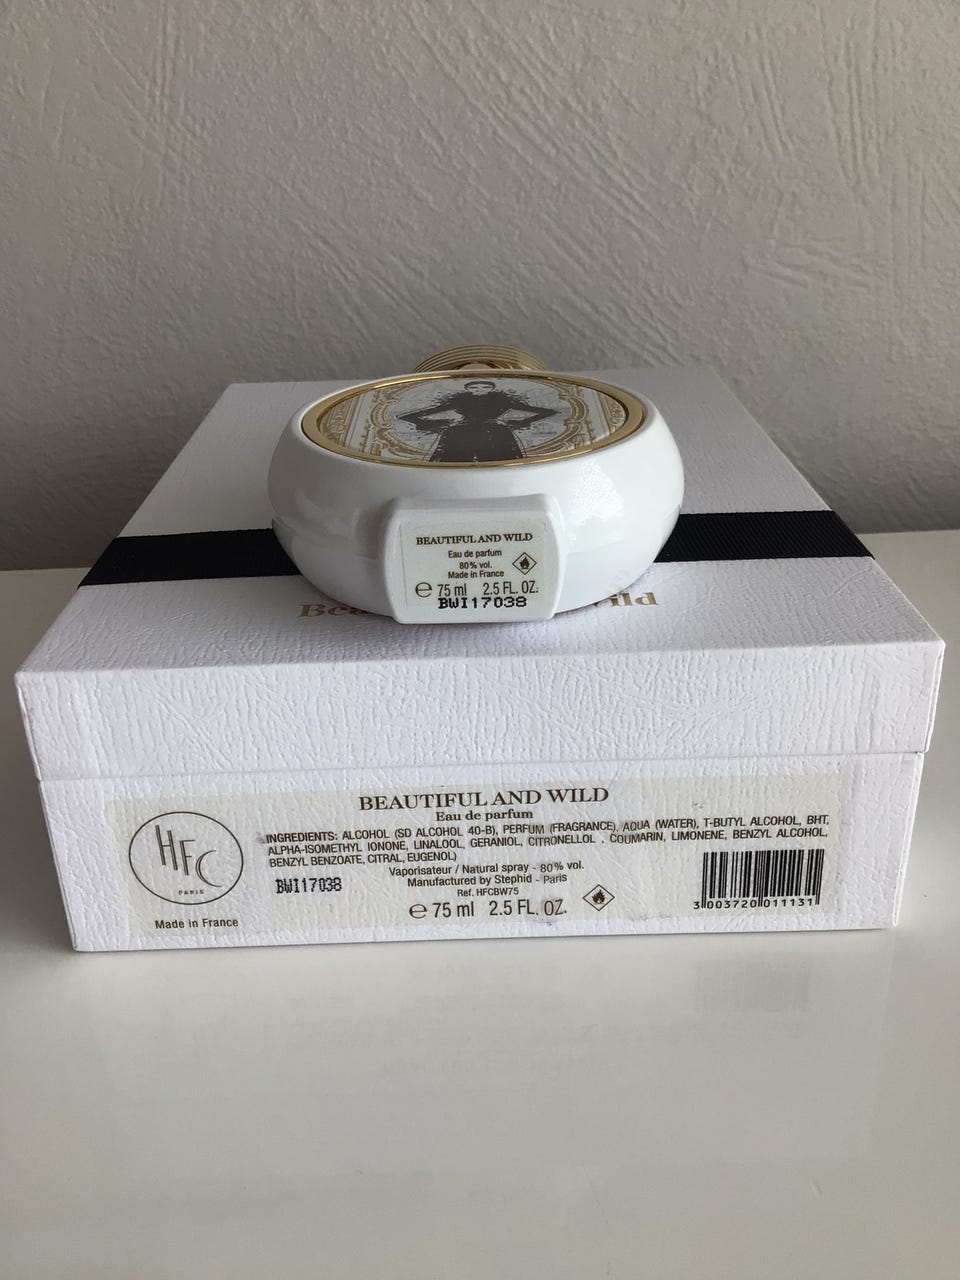 BEAUTIFUL AND WILD
Eau de parfum
80% vol.
Made in France
e 75 ml 2.5 FL. OZ.
BWI17038
Be ild
BEAUTIFUL AND WILD
Eau de parfum
INGREDIENTS: ALCOHOL (SD ALCOHOL 40-B), PERFUM (FRAGRANCE), AQUA (WATER), T-BUTYL ALCOHOL, BHT,
ALPHA-ISOMETHYL IONONE, LINALOOL, GERANIOL, CITRONELLOL , COUMARIN, LIMONENE, BENZYL ALCOHOL,
BENZYL BENZOATE, CITRAL, EUGENOL)
Vaporisateur / Natural spray - 80% vol.
Manufactured by Stephid - Paris
Ref. HFCBW75
e 75 ml 2.5 FL. OZ.
BWI17038
HFC
PARIS
Made in France
3 003720 011131